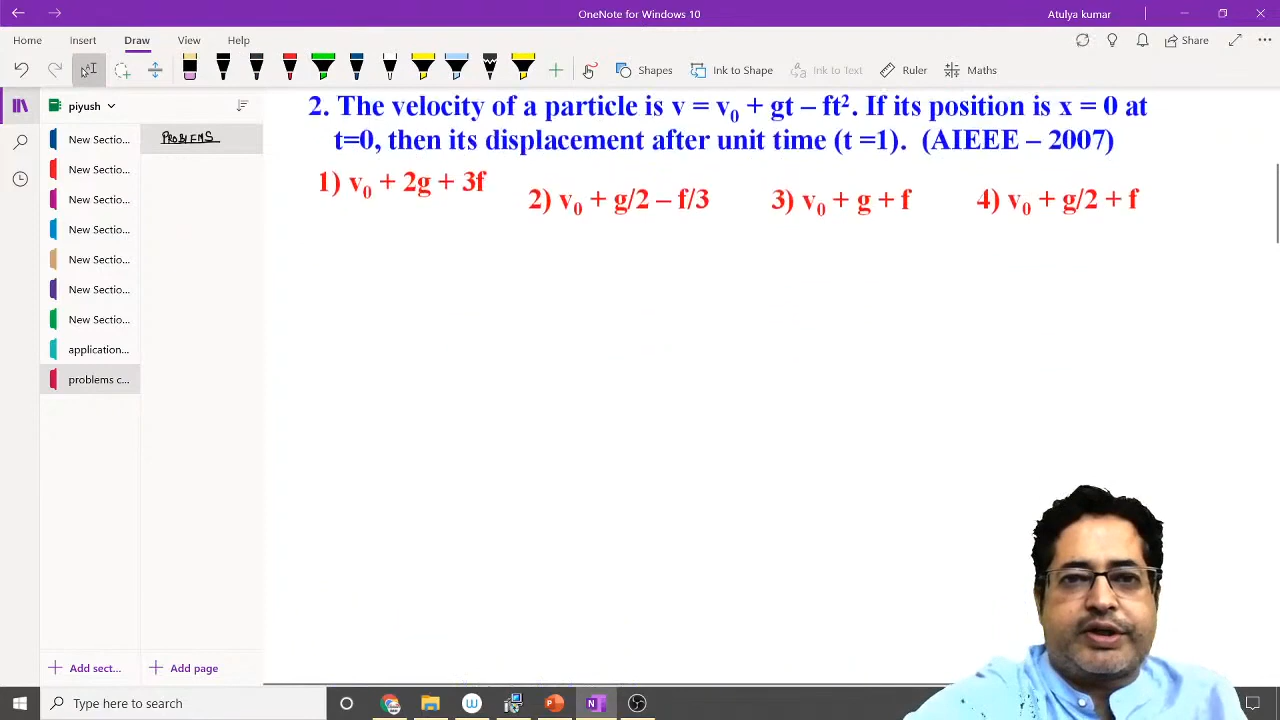 OneNote for Windows 10
Atulya kumar
Home Insert Draw View Help
Share
Shapes Ink to Shape Ink to Text Ruler Maths
piyush
New Sectio...
New Sectio...
New Sectio...
New Sectio...
New Sectio...
New Sectio...
New Sectio...
application...
problems c...
PROBLEMS
2. The velocity of a particle is v = v₀ + gt – ft². If its position is x = 0 at
t=0, then its displacement after unit time (t =1). (AIEEE – 2007)
1) v₀ + 2g + 3f
2) v₀ + g/2 – f/3 3) v₀ + g + f 4) v₀ + g/2 + f
Add sect... Add page
Type here to search